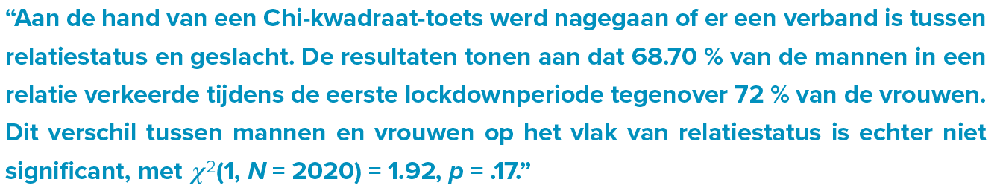 “Aan de hand van een Chi-kwadraat-toets werd nagegaan of er een verband is tussen
relatiestatus en geslacht. De resultaten tonen aan dat 68.70 % van de mannen in een
relatie verkeerde tijdens de eerste lockdownperiode tegenover 72 % van de vrouwen.
Dit verschil tussen mannen en vrouwen op het vlak van relatiestatus is echter niet
significant, met χ²(1, N = 2020) = 1.92, p = .17.”